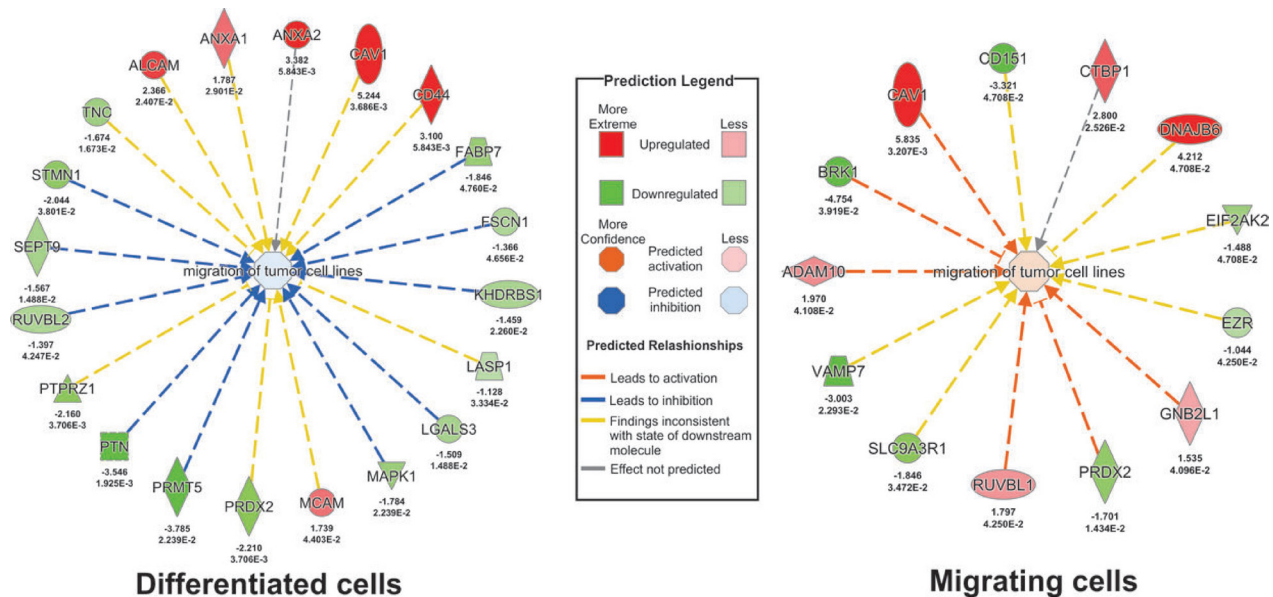 ANXA2
3.382
5.843E-3
CAV1
5.244
3.686E-3
CD44
3.100
5.843E-3
FABP7
-1.846
4.760E-2
FSCN1
-1.366
4.656E-2
KHDRBS1
-1.459
2.260E-2
LASP1
-1.128
3.334E-2
LGALS3
-1.509
1.488E-2
MAPK1
-1.784
2.239E-2
MCAM
1.739
4.403E-2
PRDX2
-2.210
3.706E-3
PRMT5
-3.785
2.239E-2
PTN
-3.546
1.925E-3
PTPRZ1
-2.160
3.706E-3
RUVBL2
-1.397
4.247E-2
SEPT9
-1.567
1.488E-2
STMN1
-2.044
3.801E-2
TNC
-1.674
1.673E-2
ALCAM
2.366
2.407E-2
ANXA1
1.787
2.901E-2
migration of tumor cell lines
Differentiated cells
Prediction Legend
More
Extreme
Less
Upregulated
Downregulated
More
Confidence
Less
Predicted
activation
Predicted
inhibition
Predicted Relashionships
Leads to activation
Leads to inhibition
Findings inconsistent
with state of downstream
molecule
Effect not predicted
CD151
-3.321
4.708E-2
CTBP1
2.800
2.526E-2
DNAJB6
4.212
4.708E-2
EIF2AK2
-1.488
4.708E-2
EZR
-1.044
4.250E-2
GNB2L1
1.535
4.096E-2
PRDX2
-1.701
1.434E-2
RUVBL1
1.797
4.250E-2
SLC9A3R1
-1.846
3.472E-2
VAMP7
-3.003
2.293E-2
ADAM10
1.970
4.108E-2
BRK1
-4.754
3.919E-2
CAV1
5.835
3.207E-3
migration of tumor cell lines
Migrating cells